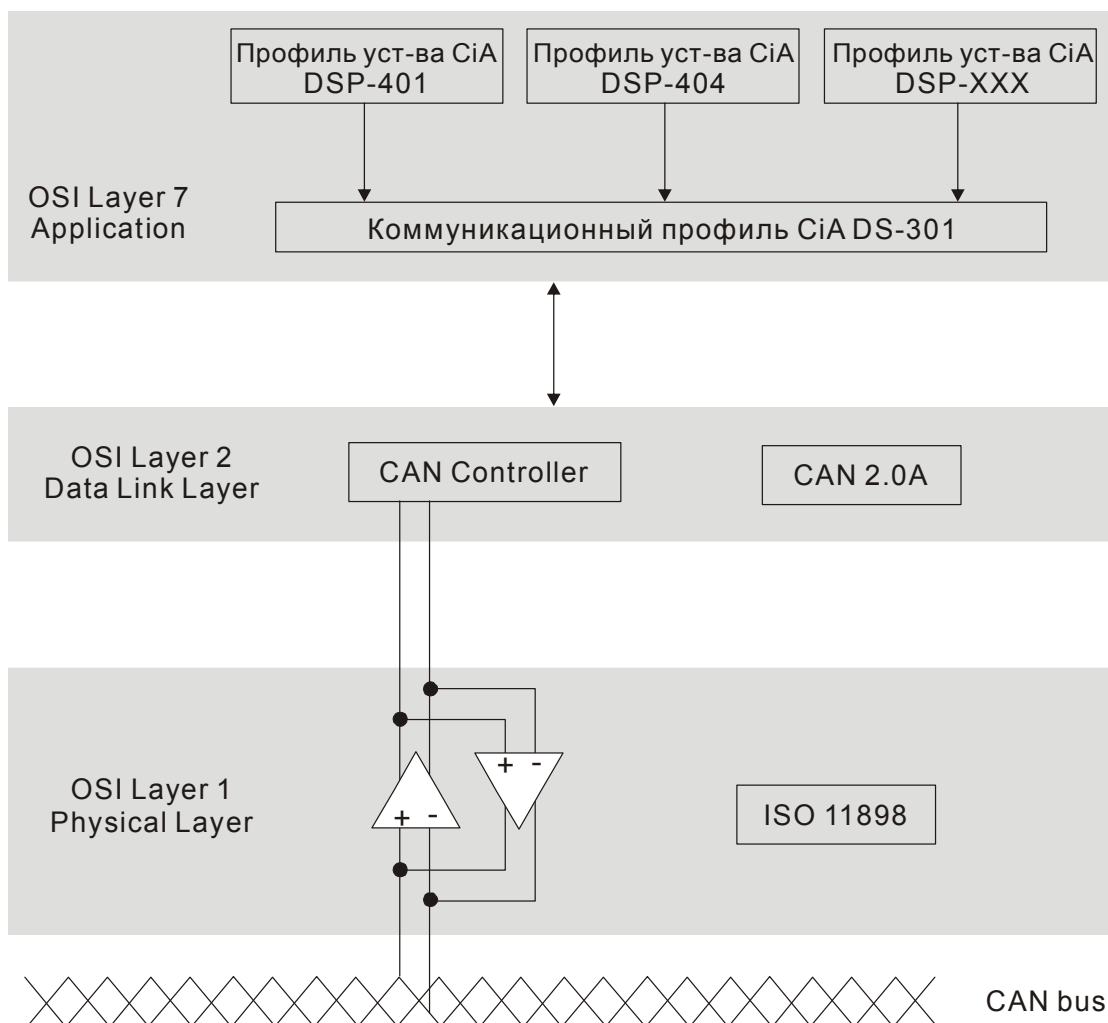 Профиль уст-ва CiA
DSP-401
Профиль уст-ва CiA
DSP-404
Профиль уст-ва CiA
DSP-XXX
OSI Layer 7
Application
Коммуникационный профиль CiA DS-301
OSI Layer 2
Data Link Layer
CAN Controller
CAN 2.0A
OSI Layer 1
Physical Layer
+ -
+ -
ISO 11898
CAN bus